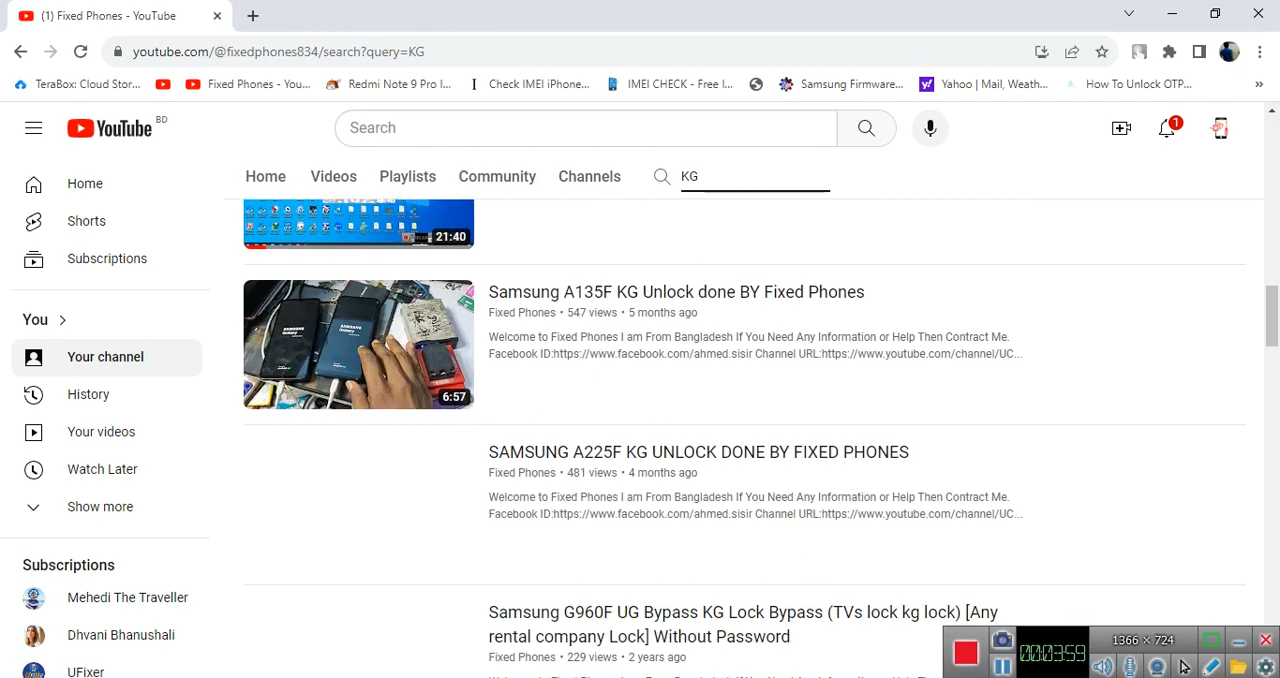 (1) Fixed Phones - YouTube
youtube.com/@fixedphones834/search?query=KG
TeraBox: Cloud Stor... Fixed Phones - You... Redmi Note 9 Pro I... Check IMEI iPhone... IMEI CHECK - Free I... Samsung Firmware... Yahoo | Mail, Weath... How To Unlock OTP... »
YouTube BD
Search
1
Home Videos Playlists Community Channels KG
Home
Shorts
Subscriptions
You
Your channel
History
Your videos
Watch Later
Show more
Subscriptions
Mehedi The Traveller
Dhvani Bhanushali
UFixer
21:40
Samsung A135F KG Unlock done BY Fixed Phones
Fixed Phones • 547 views • 5 months ago
Welcome to Fixed Phones I am From Bangladesh If You Need Any Information or Help Then Contract Me.
Facebook ID:https://www.facebook.com/ahmed.sisir Channel URL:https://www.youtube.com/channel/UC...
6:57
SAMSUNG A225F KG UNLOCK DONE BY FIXED PHONES
Fixed Phones • 481 views • 4 months ago
Welcome to Fixed Phones I am From Bangladesh If You Need Any Information or Help Then Contract Me.
Facebook ID:https://www.facebook.com/ahmed.sisir Channel URL:https://www.youtube.com/channel/UC...
Samsung G960F UG Bypass KG Lock Bypass (TVs lock kg lock) [Any
rental company Lock] Without Password
Fixed Phones • 229 views • 2 years ago
00:03:59
1366 × 724